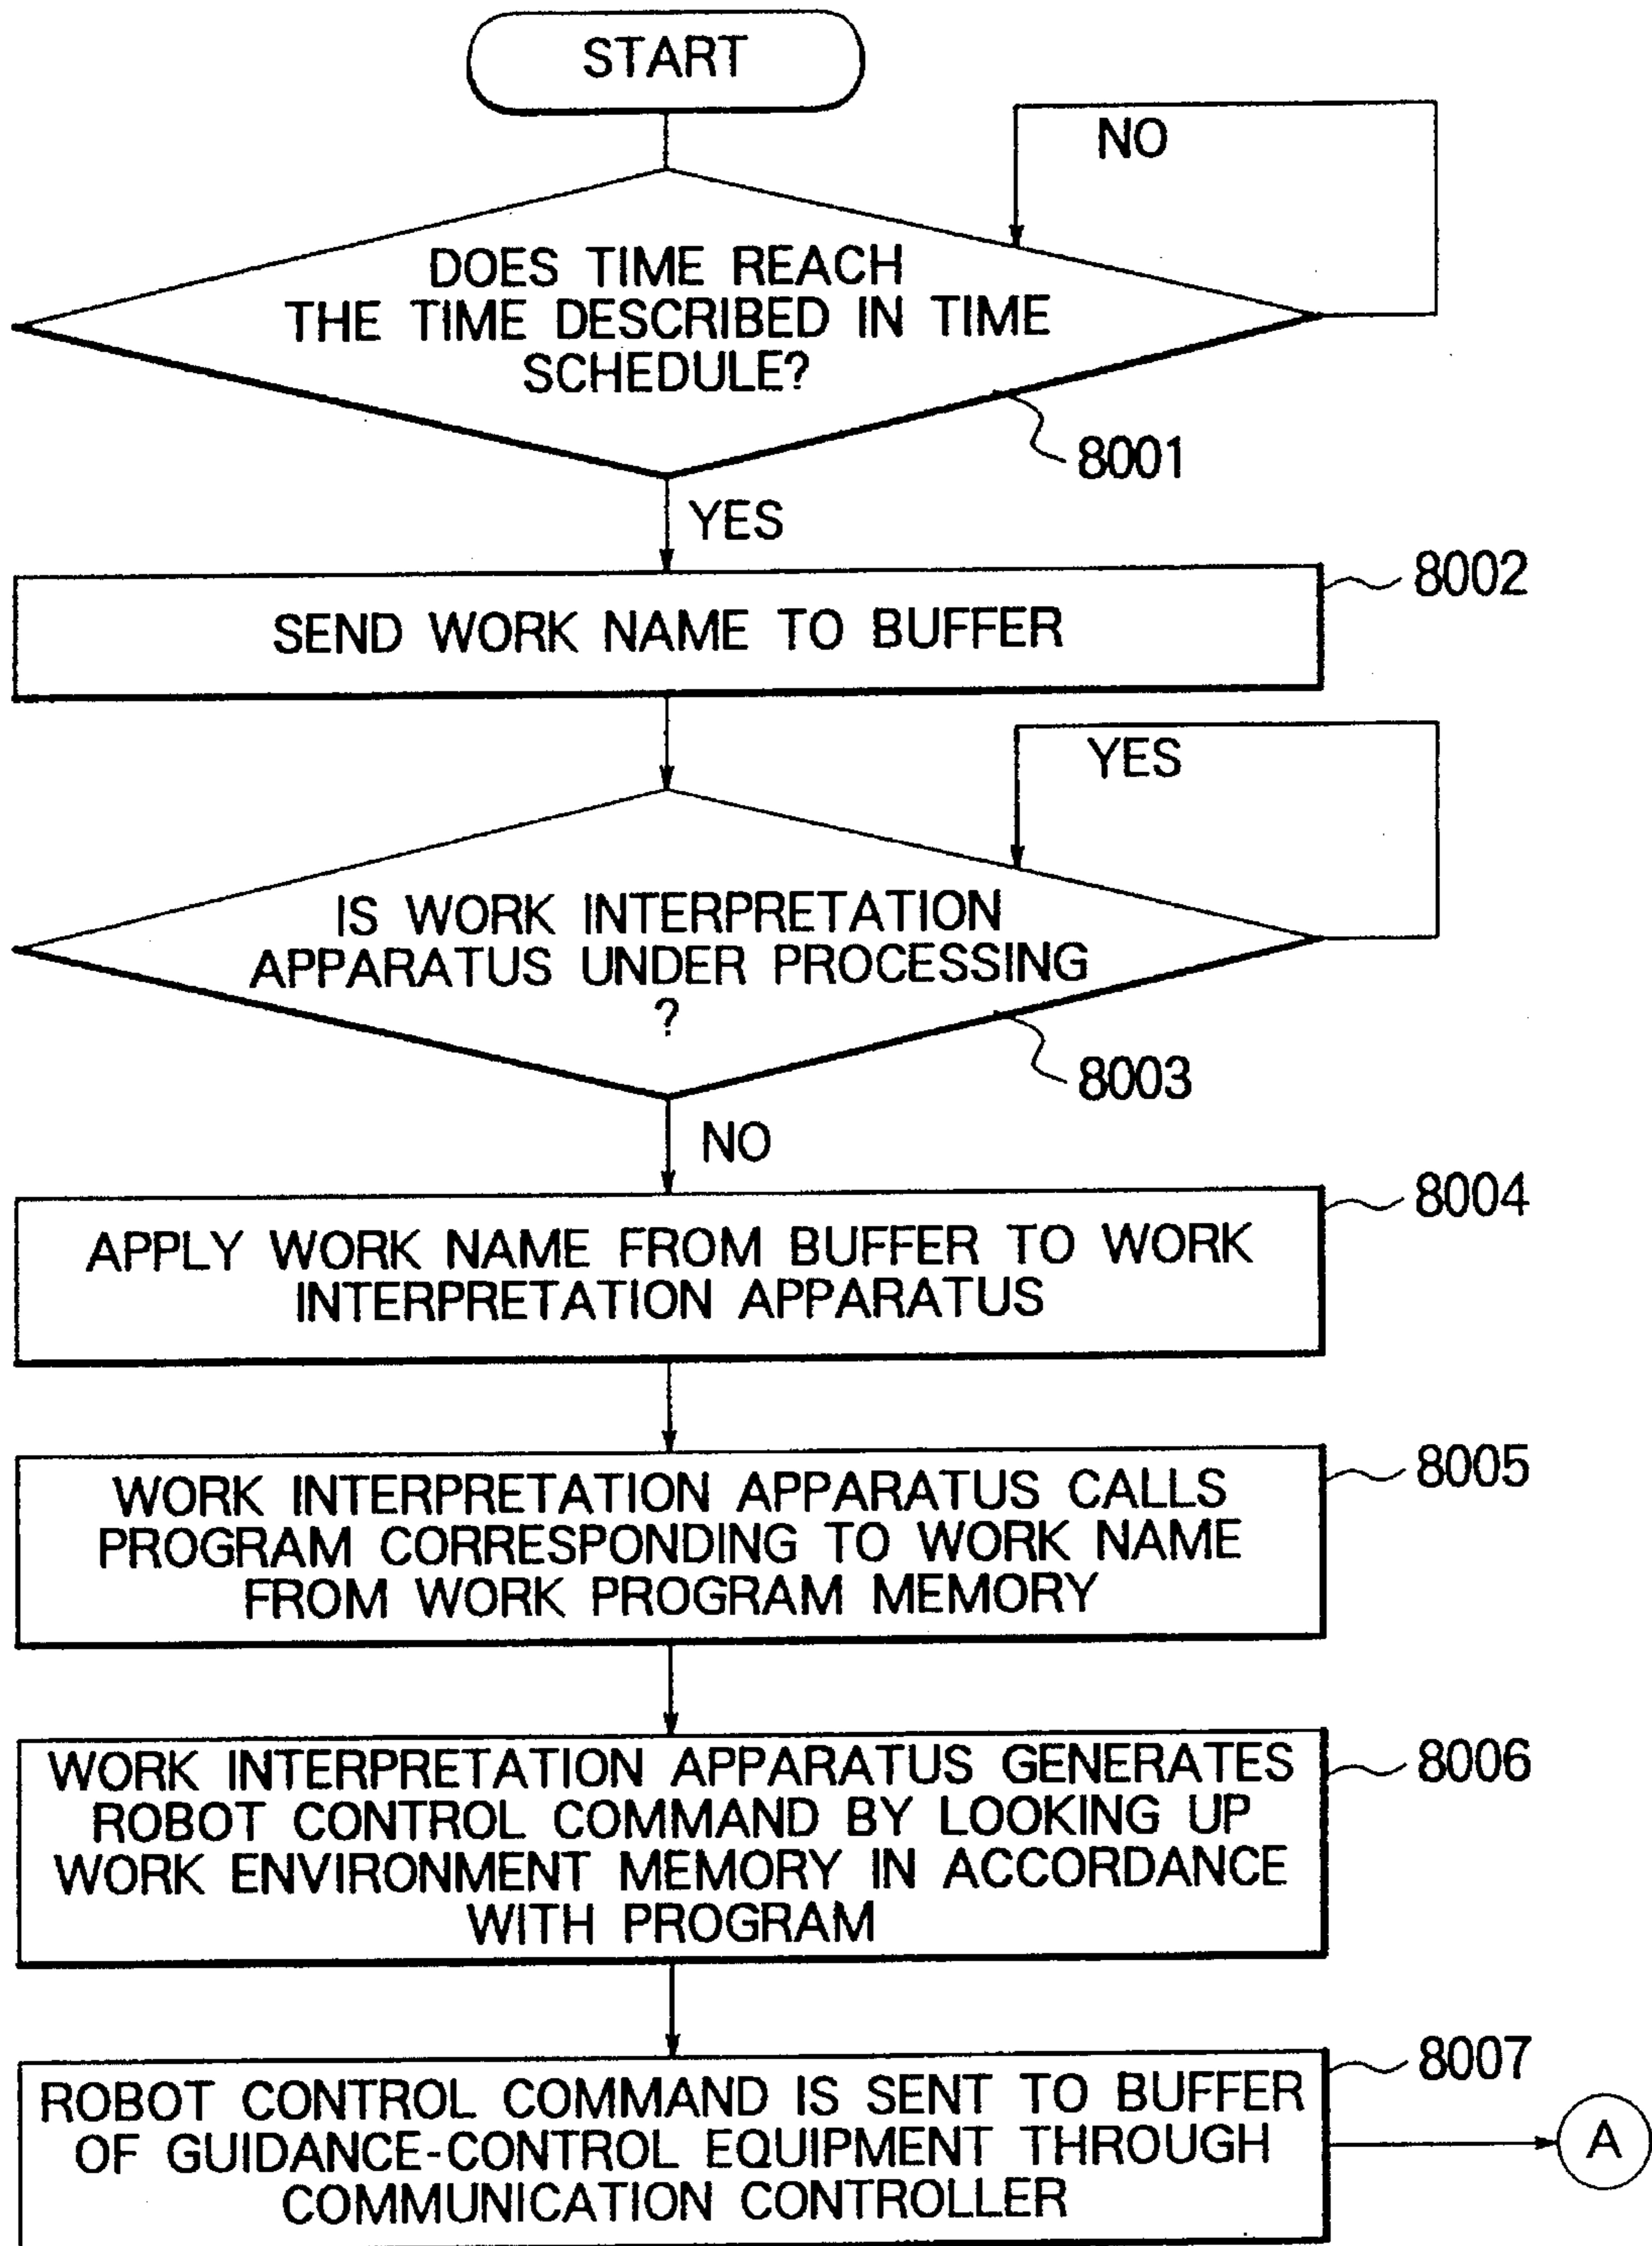 START
NO
DOES TIME REACH
THE TIME DESCRIBED IN TIME
SCHEDULE?
8001
YES
8002
SEND WORK NAME TO BUFFER
YES
IS WORK INTERPRETATION
APPARATUS UNDER PROCESSING
?
8003
NO
8004
APPLY WORK NAME FROM BUFFER TO WORK
INTERPRETATION APPARATUS
8005
WORK INTERPRETATION APPARATUS CALLS
PROGRAM CORRESPONDING TO WORK NAME
FROM WORK PROGRAM MEMORY
8006
WORK INTERPRETATION APPARATUS GENERATES
ROBOT CONTROL COMMAND BY LOOKING UP
WORK ENVIRONMENT MEMORY IN ACCORDANCE
WITH PROGRAM
8007
ROBOT CONTROL COMMAND IS SENT TO BUFFER
OF GUIDANCE-CONTROL EQUIPMENT THROUGH
COMMUNICATION CONTROLLER
A